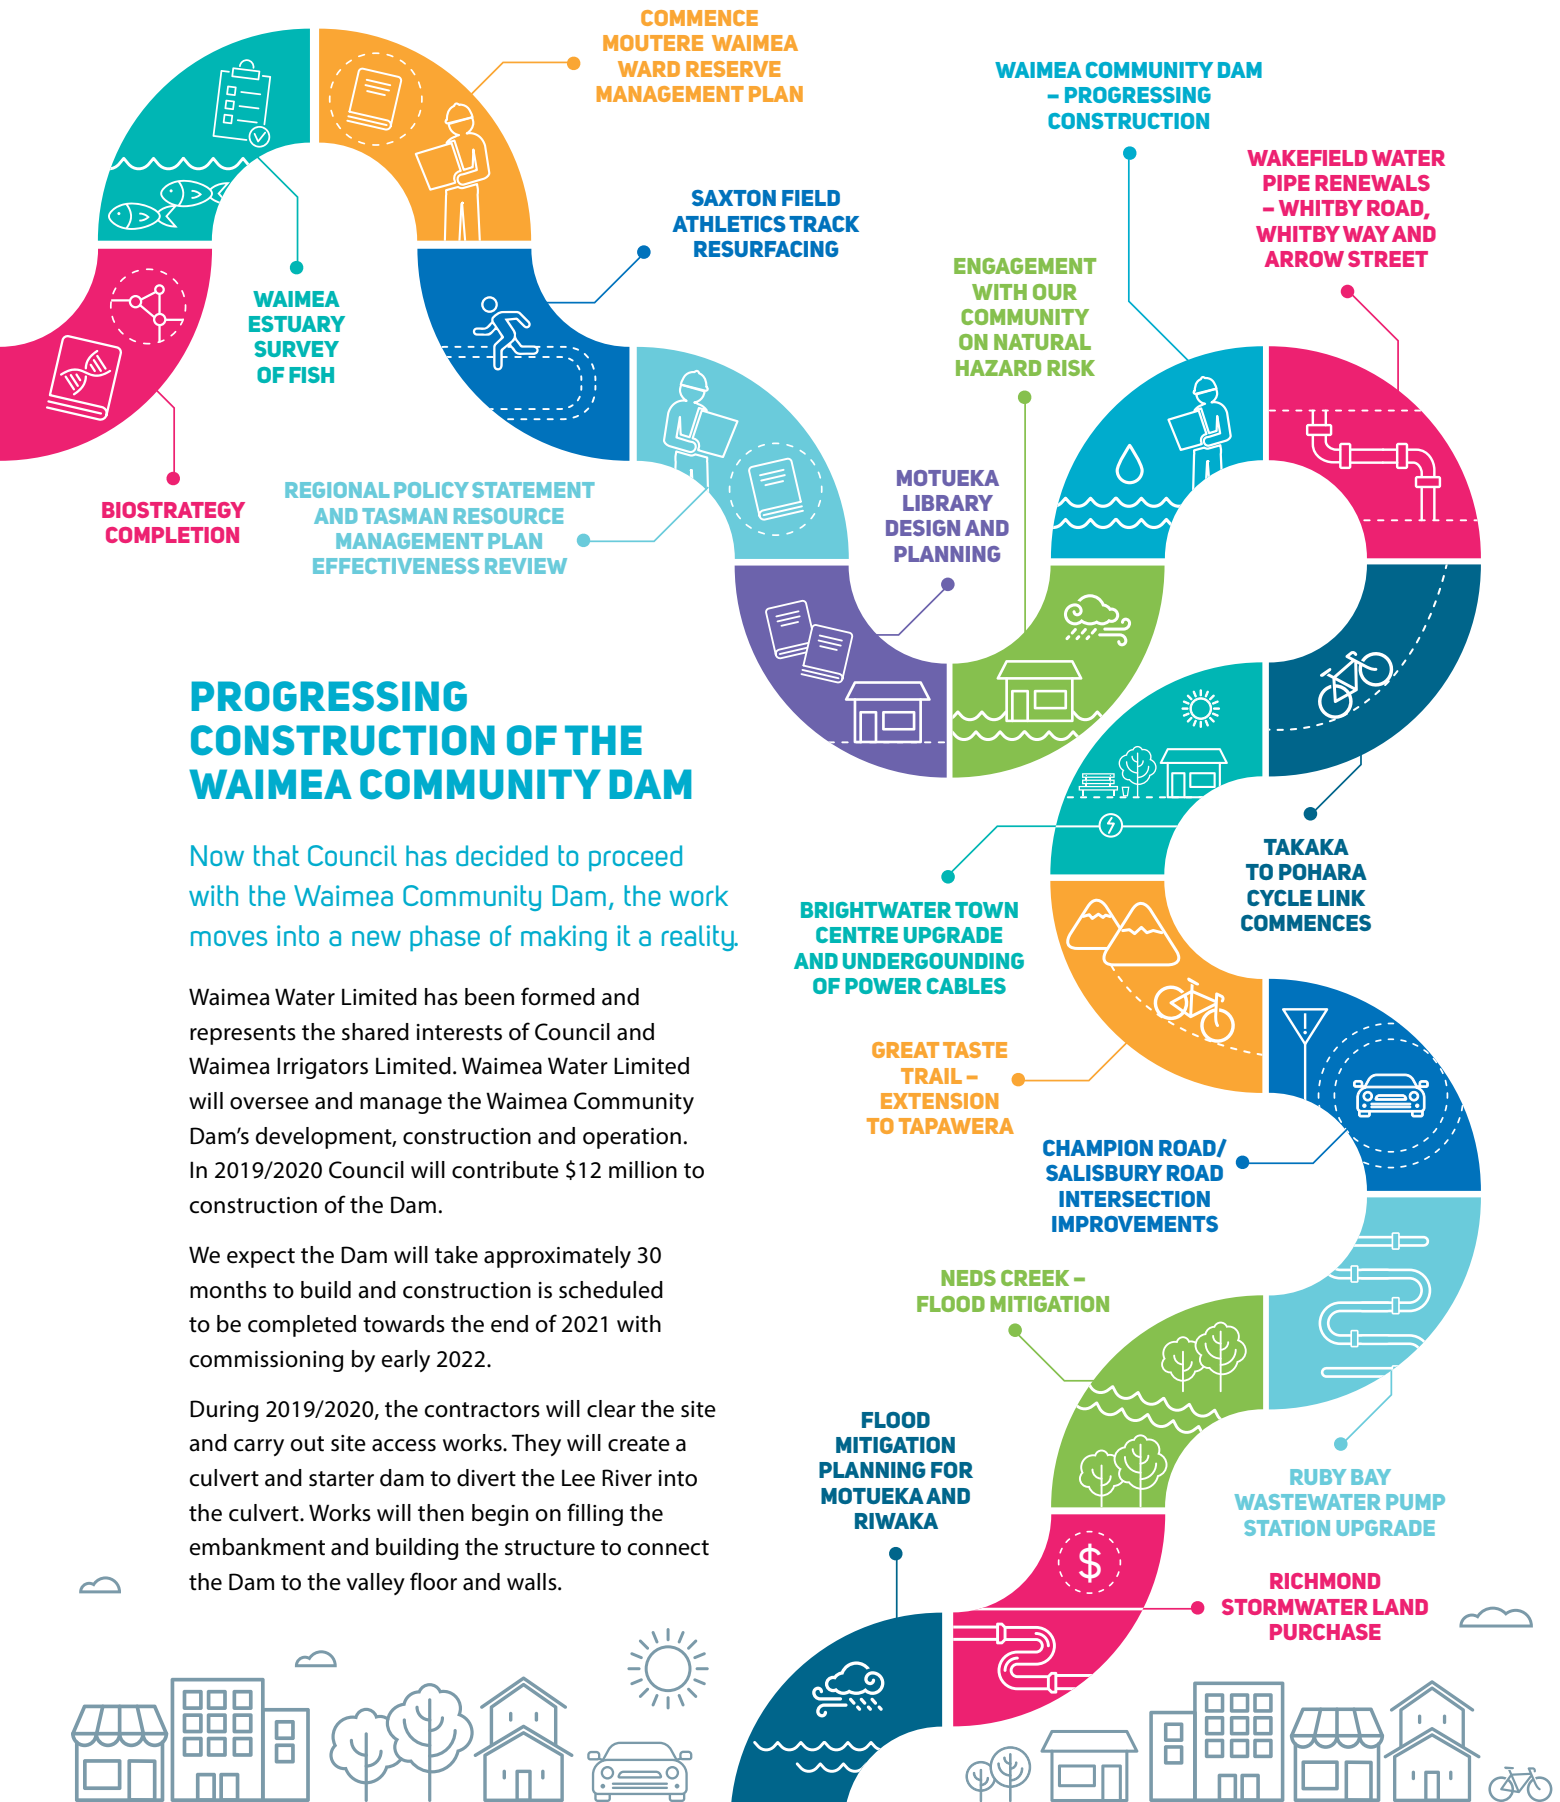 COMMENCE
MOUTERE WAIMEA
WARD RESERVE
MANAGEMENT PLAN
WAIMEA COMMUNITY DAM
– PROGRESSING
CONSTRUCTION
WAKEFIELD WATER
PIPE RENEWALS
– WHITBY ROAD,
WHITBY WAY AND
ARROW STREET
SAXTON FIELD
ATHLETICS TRACK
RESURFACING
ENGAGEMENT
WITH OUR
COMMUNITY
ON NATURAL
HAZARD RISK
WAIMEA
ESTUARY
SURVEY
OF FISH
BIOSTRATEGY
COMPLETION
REGIONAL POLICY STATEMENT
AND TASMAN RESOURCE
MANAGEMENT PLAN
EFFECTIVENESS REVIEW
MOTUEKA
LIBRARY
DESIGN AND
PLANNING
PROGRESSING
CONSTRUCTION OF THE
WAIMEA COMMUNITY DAM
Now that Council has decided to proceed
with the Waimea Community Dam, the work
moves into a new phase of making it a reality.
Waimea Water Limited has been formed and
represents the shared interests of Council and
Waimea Irrigators Limited. Waimea Water Limited
will oversee and manage the Waimea Community
Dam's development, construction and operation.
In 2019/2020 Council will contribute $12 million to
construction of the Dam.
We expect the Dam will take approximately 30
months to build and construction is scheduled
to be completed towards the end of 2021 with
commissioning by early 2022.
During 2019/2020, the contractors will clear the site
and carry out site access works. They will create a
culvert and starter dam to divert the Lee River into
the culvert. Works will then begin on filling the
embankment and building the structure to connect
the Dam to the valley floor and walls.
TAKAKA
TO POHARA
CYCLE LINK
COMMENCES
BRIGHTWATER TOWN
CENTRE UPGRADE
AND UNDERGOUNDING
OF POWER CABLES
GREAT TASTE
TRAIL –
EXTENSION
TO TAPAWERA
!
CHAMPION ROAD/
SALISBURY ROAD
INTERSECTION
IMPROVEMENTS
NEDS CREEK –
FLOOD MITIGATION
FLOOD
MITIGATION
PLANNING FOR
MOTUEKA AND
RIWAKA
RUBY BAY
WASTEWATER PUMP
STATION UPGRADE
$
RICHMOND
STORMWATER LAND
PURCHASE